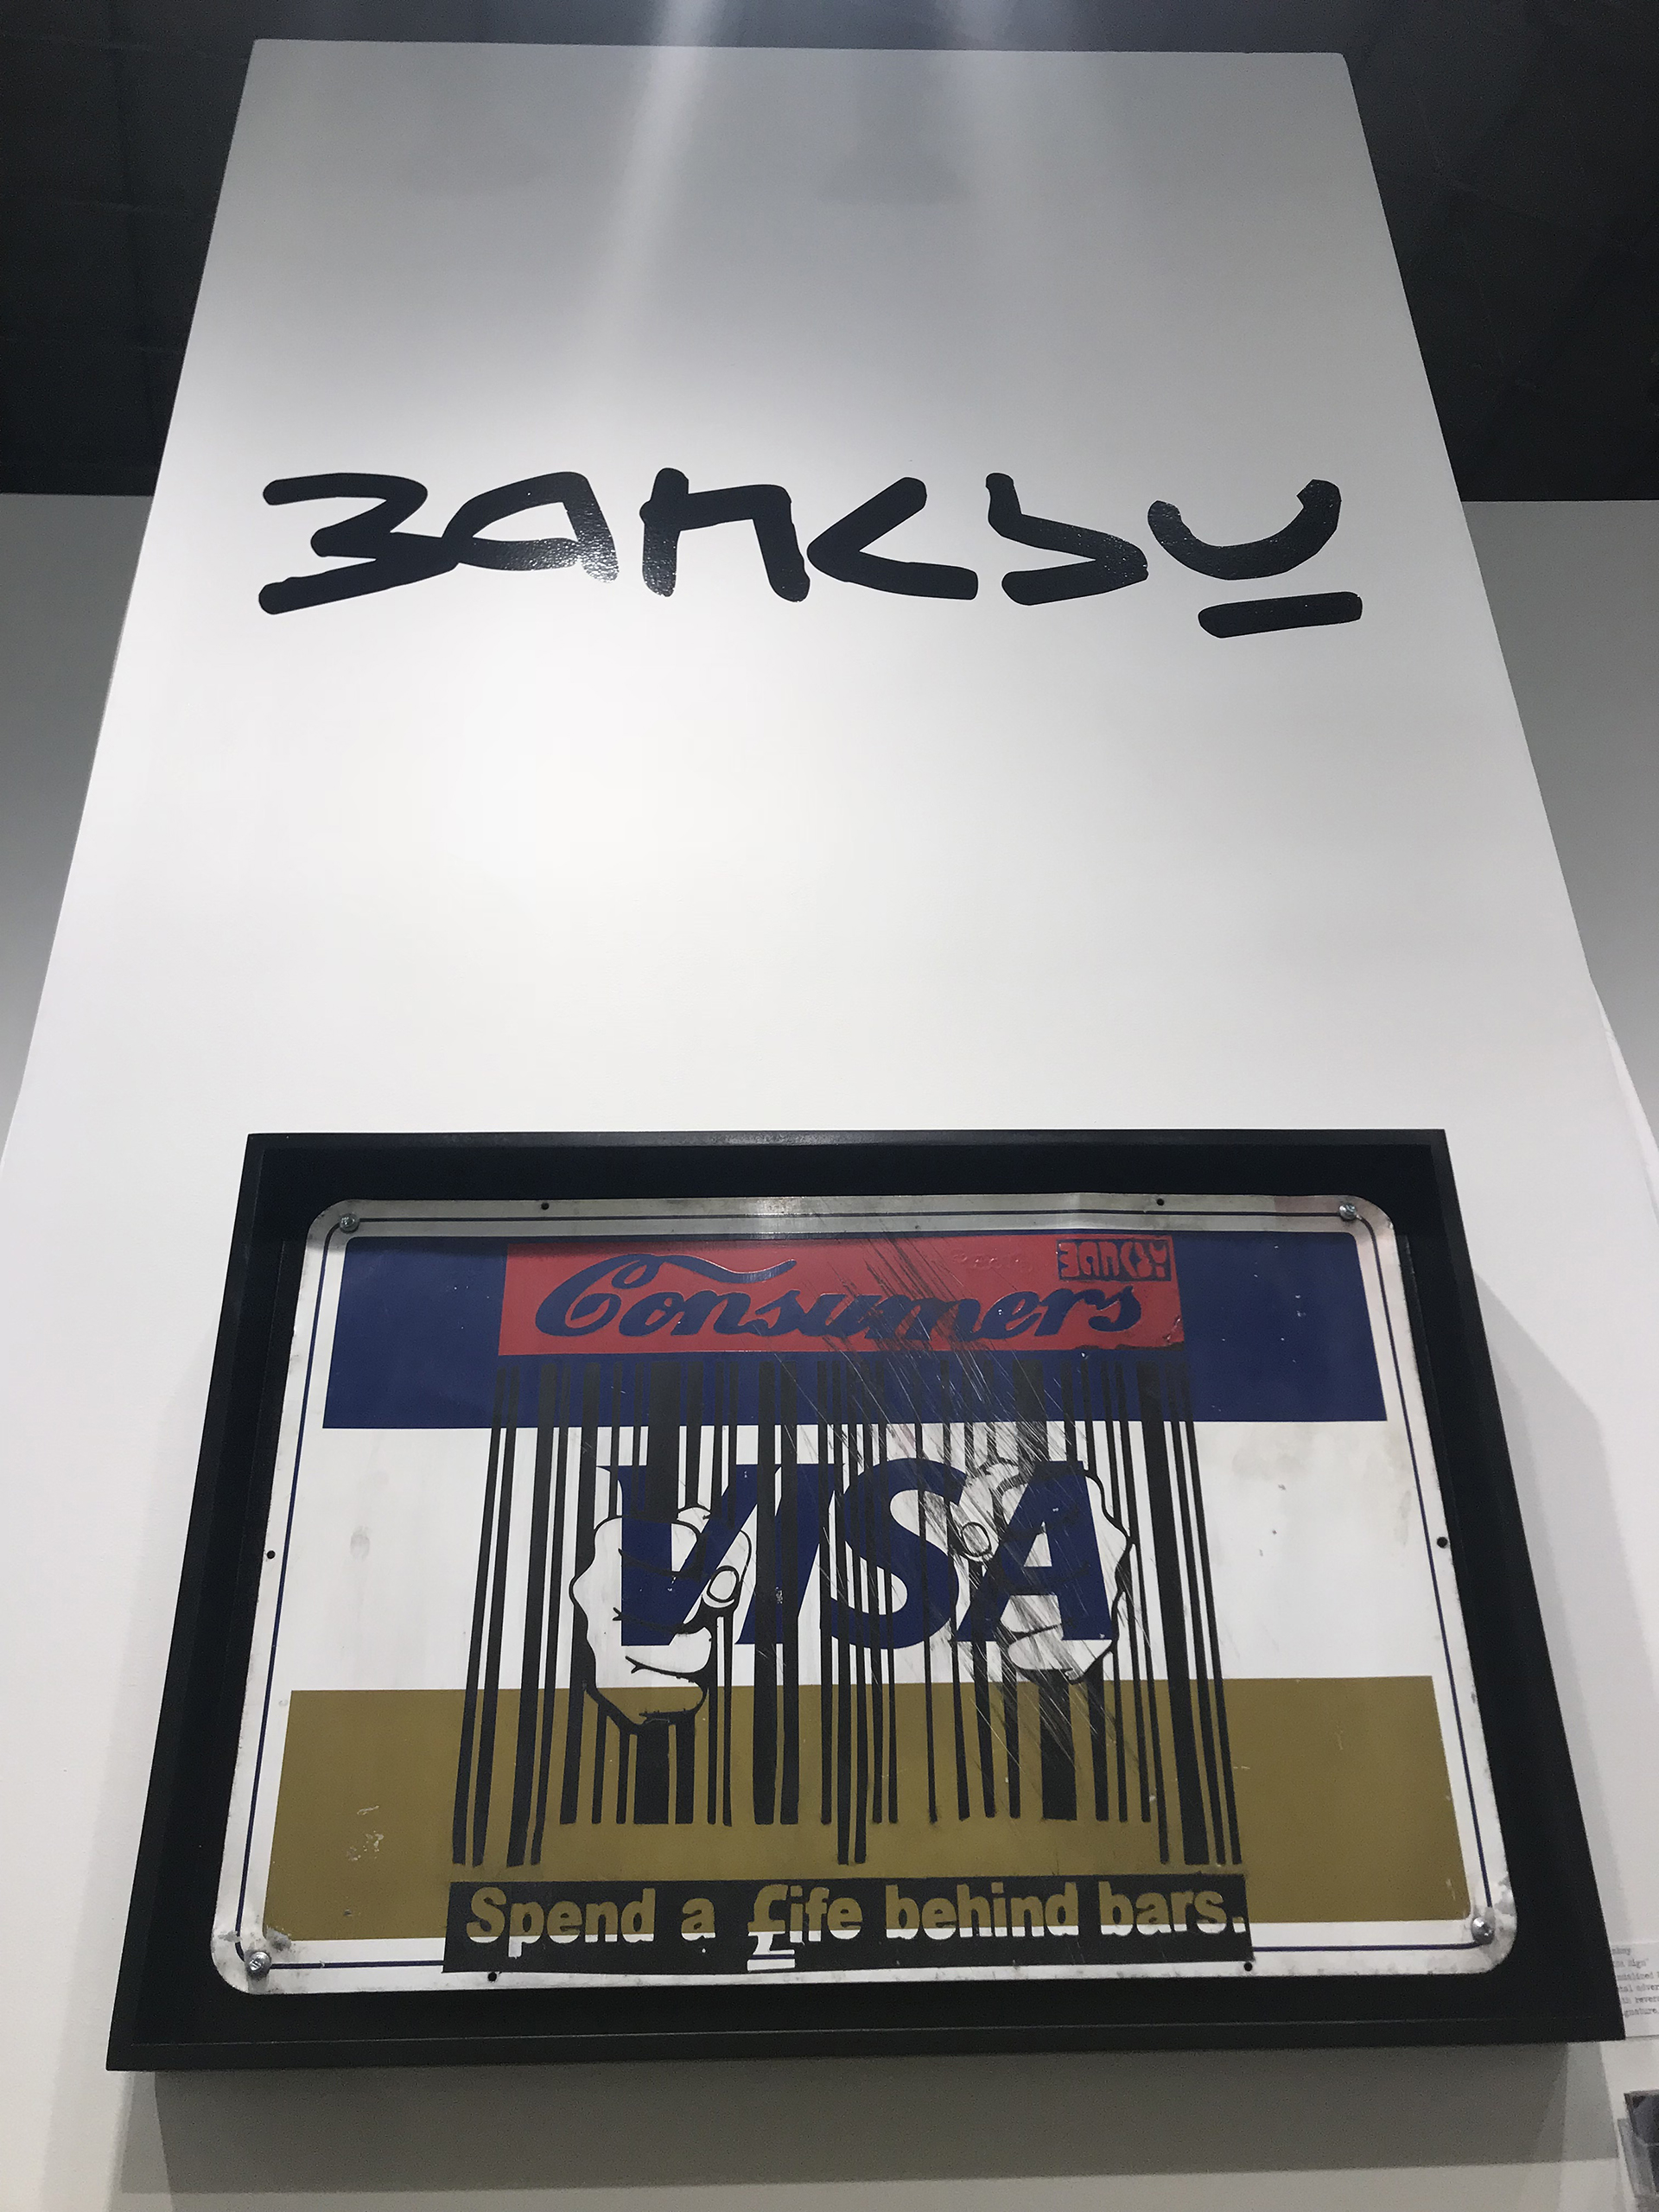 BANKSY
Consumers
BANKSY
VISA
Spend a £ife behind bars.